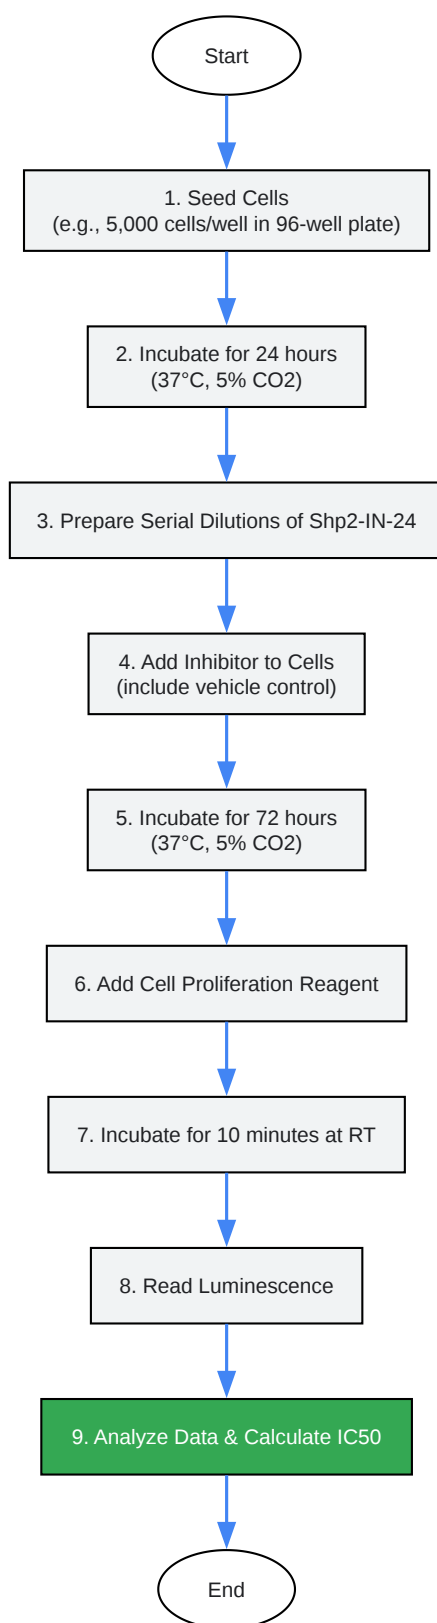 Start
1. Seed Cells
(e.g., 5,000 cells/well in 96-well plate)
2. Incubate for 24 hours
(37°C, 5% CO2)
3. Prepare Serial Dilutions of Shp2-IN-24
4. Add Inhibitor to Cells
(include vehicle control)
5. Incubate for 72 hours
(37°C, 5% CO2)
6. Add Cell Proliferation Reagent
7. Incubate for 10 minutes at RT
8. Read Luminescence
9. Analyze Data & Calculate IC50
End